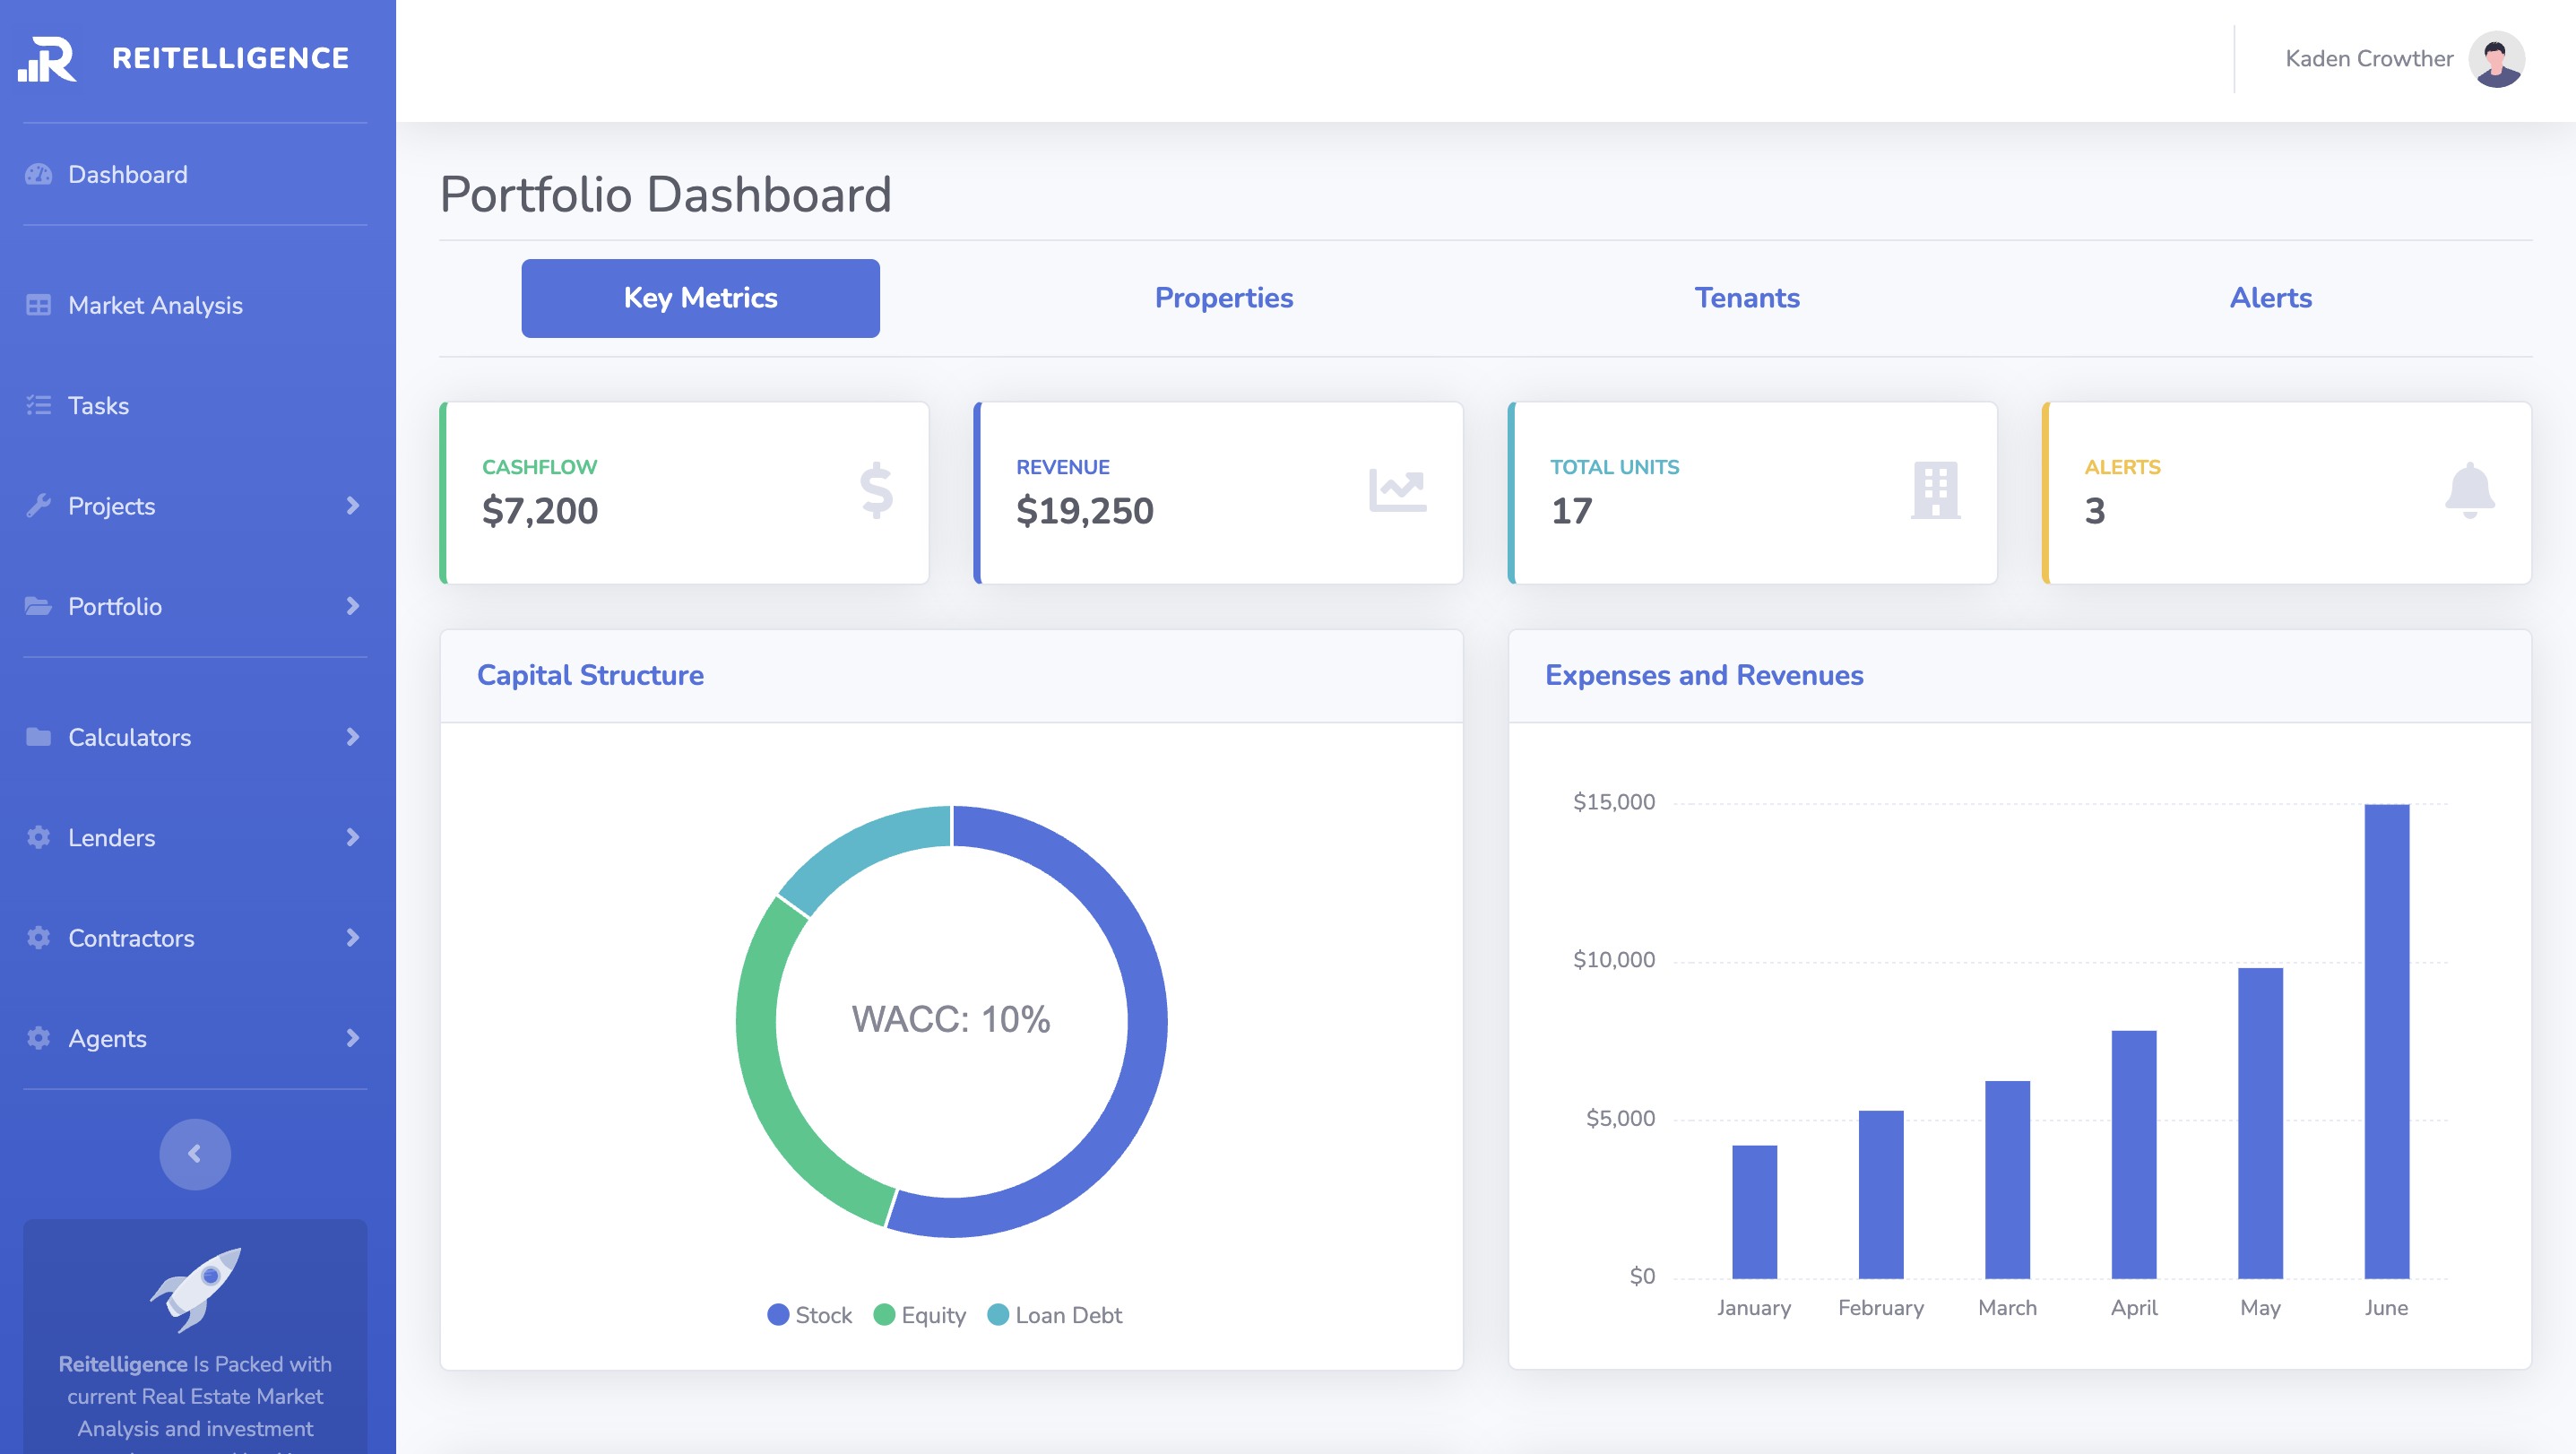 REITELLIGENCE
Kaden Crowther
Dashboard
Market Analysis
Tasks
Projects
Portfolio
Calculators
Lenders
Contractors
Agents
Reitelligence Is Packed with
current Real Estate Market
Analysis and investment
Portfolio Dashboard
Key Metrics
Properties
Tenants
Alerts
CASHFLOW
$7,200
REVENUE
$19,250
TOTAL UNITS
17
ALERTS
3
Capital Structure
WACC: 10%
Stock Equity Loan Debt
Expenses and Revenues
$15,000
$10,000
$5,000
$0
January February March April May June